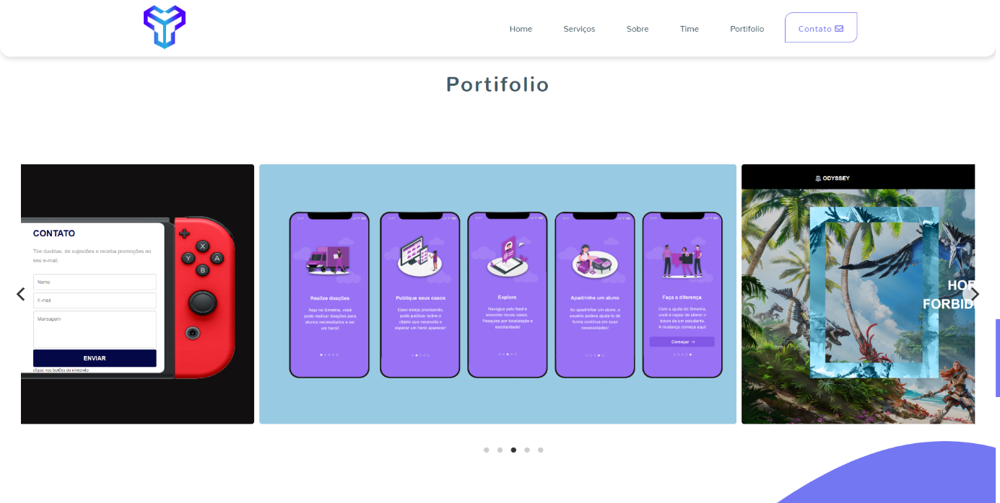 Home
Serviços
Sobre
Time
Portifolio
Contato
Portifolio
CONTATO
Tire duvidas, de sujestões e receba promoções no
seu e-mail.
Nome
E-mail
Mensagem
ENVIAR
clique nos botões do nintendo
X
Y
A
B
Realize doações
Aqui no Simetria, você
pode realizar doações para
alunos necessitados e ser
um herói!
Publique seus casos
Caso esteja precisando,
pode publicar sobre o
objeto que necessita e
esperar um herói aparecer!
Explore
Navegue pelo feed e
encontre novos casos.
Pesquise por localização e
escolaridade!
Apadrinhe um aluno
Ao apadrinhar um aluno, o
usuário poderá ajuda-lo de
forma contínua em suas
necessidades!
Faça a diferença
Com a ajuda do Simetria,
você é capaz de alterar o
futuro de um estudante.
A mudança começa aqui!
Começar →
ODYSSEY
HOR
FORBID